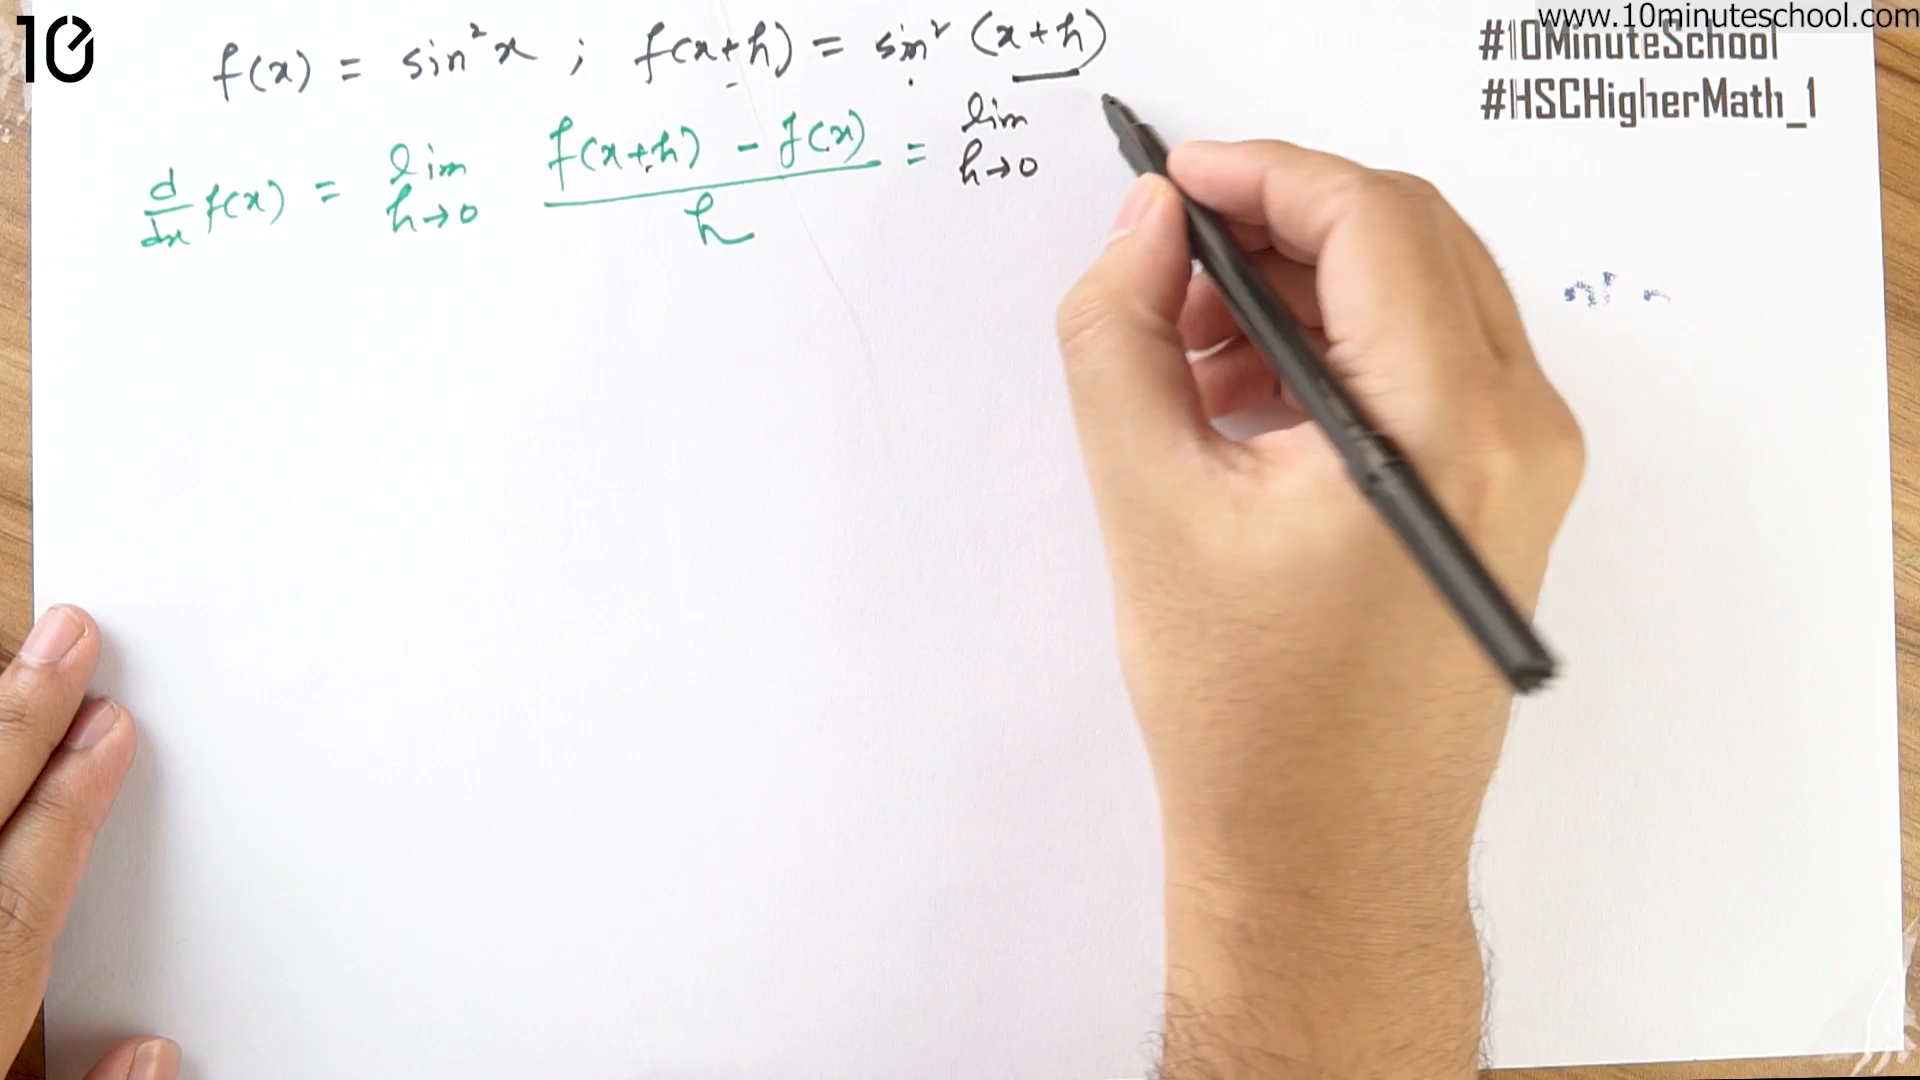 10
www.10minuteschool.com
#10MinuteSchool
#HSCHigherMath_1
f(x) = sin²x ; f(x+h) = sin²(x+h)
d/dx f(x) = lim h→0 f(x+h) - f(x) / h = lim h→0